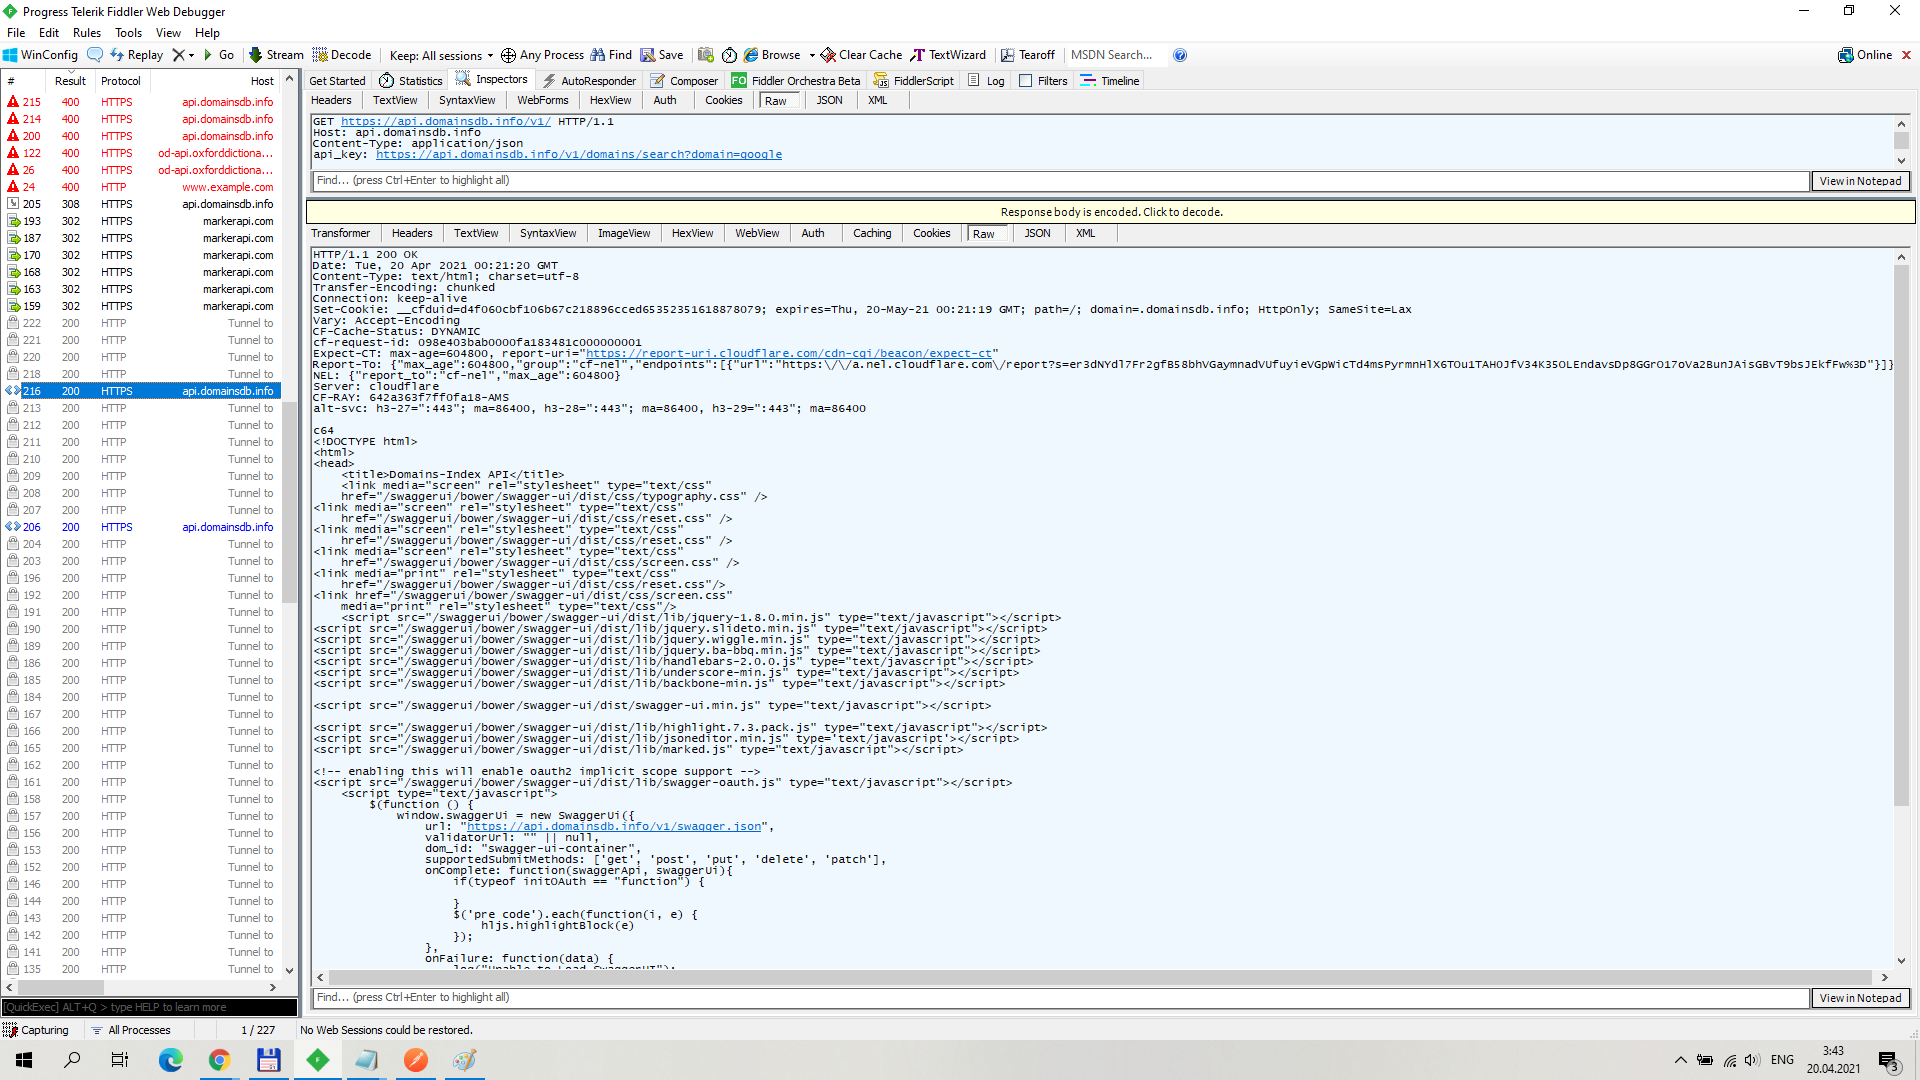 Progress Telerik Fiddler Web Debugger
File Edit Rules Tools View Help
WinConfig Replay Go Stream Decode Keep: All sessions Any Process Find Save Browse Clear Cache TextWizard Tearoff MSDN Search... Online
# Result Protocol Host
215 400 HTTPS api.domainsdb.info
214 400 HTTPS api.domainsdb.info
200 400 HTTPS api.domainsdb.info
122 400 HTTPS od-api.oxforddictiona...
26 400 HTTPS od-api.oxforddictiona...
24 400 HTTP www.example.com
205 308 HTTPS api.domainsdb.info
193 302 HTTPS markerapi.com
187 302 HTTPS markerapi.com
170 302 HTTPS markerapi.com
168 302 HTTPS markerapi.com
163 302 HTTPS markerapi.com
159 302 HTTPS markerapi.com
222 200 HTTP Tunnel to
221 200 HTTP Tunnel to
220 200 HTTP Tunnel to
218 200 HTTP Tunnel to
216 200 HTTPS api.domainsdb.info
213 200 HTTP Tunnel to
212 200 HTTP Tunnel to
211 200 HTTP Tunnel to
210 200 HTTP Tunnel to
209 200 HTTP Tunnel to
208 200 HTTP Tunnel to
207 200 HTTP Tunnel to
206 200 HTTPS api.domainsdb.info
204 200 HTTP Tunnel to
203 200 HTTP Tunnel to
196 200 HTTP Tunnel to
192 200 HTTP Tunnel to
191 200 HTTP Tunnel to
190 200 HTTP Tunnel to
189 200 HTTP Tunnel to
186 200 HTTP Tunnel to
185 200 HTTP Tunnel to
184 200 HTTP Tunnel to
167 200 HTTP Tunnel to
166 200 HTTP Tunnel to
165 200 HTTP Tunnel to
162 200 HTTP Tunnel to
161 200 HTTP Tunnel to
158 200 HTTP Tunnel to
157 200 HTTP Tunnel to
156 200 HTTP Tunnel to
153 200 HTTP Tunnel to
152 200 HTTP Tunnel to
146 200 HTTP Tunnel to
144 200 HTTP Tunnel to
143 200 HTTP Tunnel to
142 200 HTTP Tunnel to
141 200 HTTP Tunnel to
135 200 HTTP Tunnel to
[QuickExec] ALT+Q > type HELP to learn more
Get Started Statistics Inspectors AutoResponder Composer FO Fiddler Orchestra Beta FiddlerScript Log Filters Timeline
Headers TextView SyntaxView WebForms HexView Auth Cookies Raw JSON XML
GET https://api.domainsdb.info/v1/ HTTP/1.1
Host: api.domainsdb.info
Content-Type: application/json
api_key: https://api.domainsdb.info/v1/domains/search?domain=google
Find... (press Ctrl+Enter to highlight all) View in Notepad
Response body is encoded. Click to decode.
Transformer Headers TextView SyntaxView ImageView HexView WebView Auth Caching Cookies Raw JSON XML
HTTP/1.1 200 OK
Date: Tue, 20 Apr 2021 00:21:20 GMT
Content-Type: text/html; charset=utf-8
Transfer-Encoding: chunked
Connection: keep-alive
Set-Cookie: __cfduid=d4f060cbf106b67c218896cced65352351618878079; expires=Thu, 20-May-21 00:21:19 GMT; path=/; domain=.domainsdb.info; HttpOnly; SameSite=Lax
Vary: Accept-Encoding
CF-Cache-Status: DYNAMIC
cf-request-id: 098e403bab0000fa183481c000000001
Expect-CT: max-age=604800, report-uri="https://report-uri.cloudflare.com/cdn-cgi/beacon/expect-ct"
Report-To: {"max_age":604800,"group":"cf-nel","endpoints":[{"url":"https:\/\/a.nel.cloudflare.com\/report?s=er3dNYdl7Fr2gfB58bhVGaymnadVUfuyieVGpWicTd4msPyrmnHlX6TOu1TAH0JfV34K35OLEndavsDp8GGrO17oVa2BunJAisGBvT9bsJEkfFw%3D"}]}
NEL: {"report_to":"cf-nel","max_age":604800}
Server: cloudflare
CF-RAY: 642a363f7ff0fa18-AMS
alt-svc: h3-27=":443"; ma=86400, h3-28=":443"; ma=86400, h3-29=":443"; ma=86400
c64
<!DOCTYPE html>
<html>
<head>
<title>Domains-Index API</title>
<link media="screen" rel="stylesheet" type="text/css"
href="/swaggerui/bower/swagger-ui/dist/css/typography.css" />
<link media="screen" rel="stylesheet" type="text/css"
href="/swaggerui/bower/swagger-ui/dist/css/reset.css" />
<link media="screen" rel="stylesheet" type="text/css"
href="/swaggerui/bower/swagger-ui/dist/css/reset.css" />
<link media="screen" rel="stylesheet" type="text/css"
href="/swaggerui/bower/swagger-ui/dist/css/screen.css" />
<link media="print" rel="stylesheet" type="text/css"
href="/swaggerui/bower/swagger-ui/dist/css/reset.css"/>
<link href="/swaggerui/bower/swagger-ui/dist/css/screen.css"
media="print" rel="stylesheet" type="text/css"/>
<script src="/swaggerui/bower/swagger-ui/dist/lib/jquery-1.8.0.min.js" type="text/javascript"></script>
<script src="/swaggerui/bower/swagger-ui/dist/lib/jquery.slideto.min.js" type="text/javascript"></script>
<script src="/swaggerui/bower/swagger-ui/dist/lib/jquery.wiggle.min.js" type="text/javascript"></script>
<script src="/swaggerui/bower/swagger-ui/dist/lib/jquery.ba-bbq.min.js" type="text/javascript"></script>
<script src="/swaggerui/bower/swagger-ui/dist/lib/handlebars-2.0.0.js" type="text/javascript"></script>
<script src="/swaggerui/bower/swagger-ui/dist/lib/underscore-min.js" type="text/javascript"></script>
<script src="/swaggerui/bower/swagger-ui/dist/lib/backbone-min.js" type="text/javascript"></script>
<script src="/swaggerui/bower/swagger-ui/dist/swagger-ui.min.js" type="text/javascript"></script>
<script src="/swaggerui/bower/swagger-ui/dist/lib/highlight.7.3.pack.js" type="text/javascript"></script>
<script src="/swaggerui/bower/swagger-ui/dist/lib/jsoneditor.min.js" type='text/javascript'></script>
<script src="/swaggerui/bower/swagger-ui/dist/lib/marked.js" type="text/javascript"></script>
<!-- enabling this will enable oauth2 implicit scope support -->
<script src="/swaggerui/bower/swagger-ui/dist/lib/swagger-oauth.js" type="text/javascript"></script>
<script type="text/javascript">
$(function () {
window.swaggerUi = new SwaggerUi({
url: "https://api.domainsdb.info/v1/swagger.json",
validatorUrl: "" || null,
dom_id: "swagger-ui-container",
supportedSubmitMethods: ['get', 'post', 'put', 'delete', 'patch'],
onComplete: function(swaggerApi, swaggerUi){
if(typeof initOAuth == "function") {
}
$('pre code').each(function(i, e) {
hljs.highlightBlock(e)
});
},
onFailure: function(data) {
log("Unable to Load SwaggerUI");
Find... (press Ctrl+Enter to highlight all) View in Notepad
Capturing All Processes 1 / 227 No Web Sessions could be restored.
ENG 3:43
20.04.2021 3